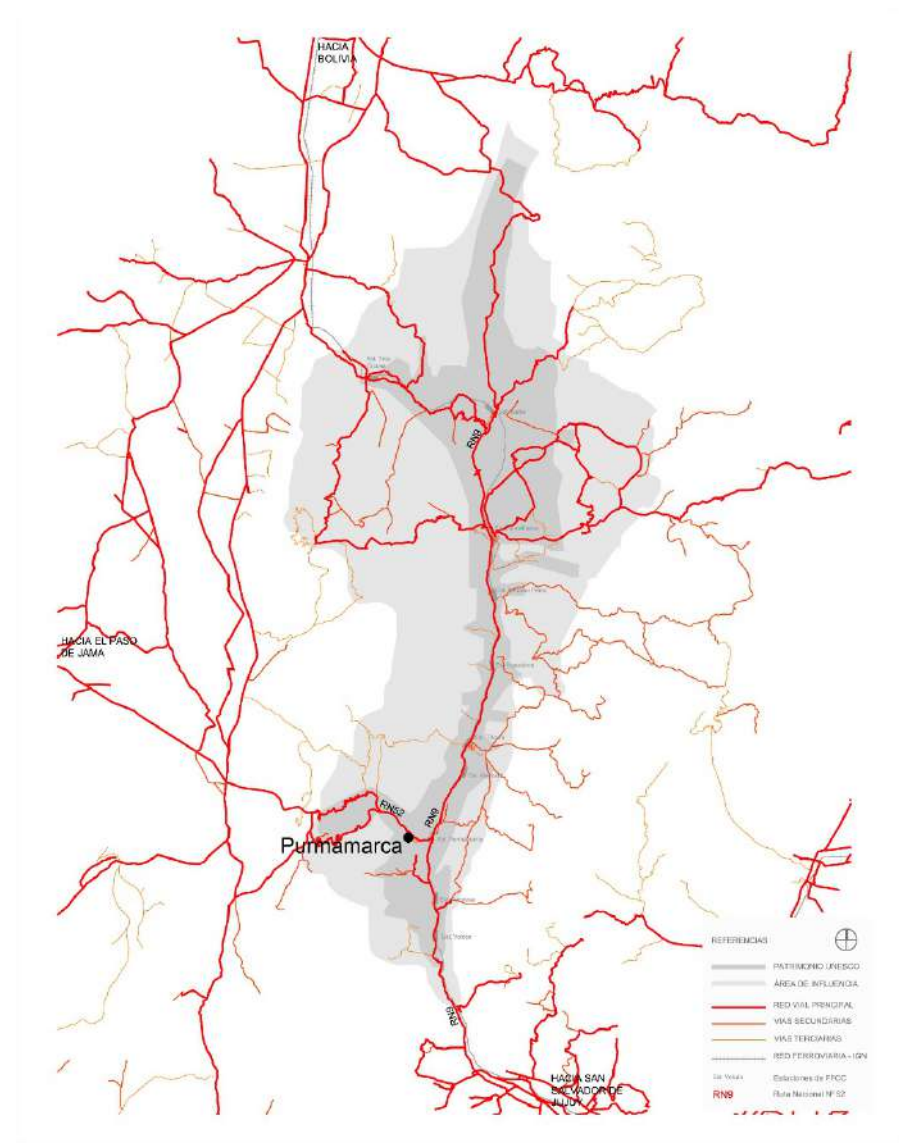 HACIA
BOLIVIA
RN9
HACIA EL PASO
DE JAMA
RN52
RN9
Purmamarca
RN9
HACIA SAN
SALVADOR DE
JUJUY
REFERENCIAS
PATRIMONIO UNESCO
ÁREA DE INFLUENCIA
RED VIAL PRINCIPAL
VIAS SECUNDARIAS
VIAS TERCIARIAS
RED FERROVIARIA - IGN
Estaciones de FFCC
RN9
Ruta Nacional Nº 52